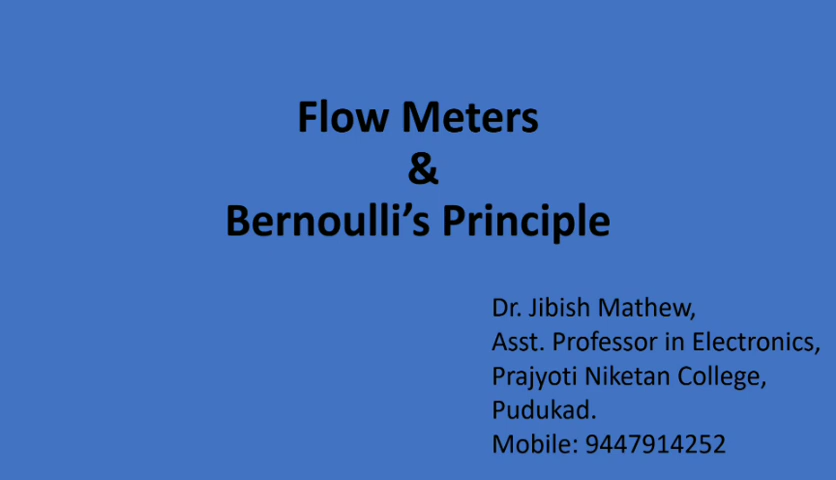 Flow Meters
&
Bernoulli’s Principle
Dr. Jibish Mathew,
Asst. Professor in Electronics,
Prajyoti Niketan College,
Pudukad.
Mobile: 9447914252